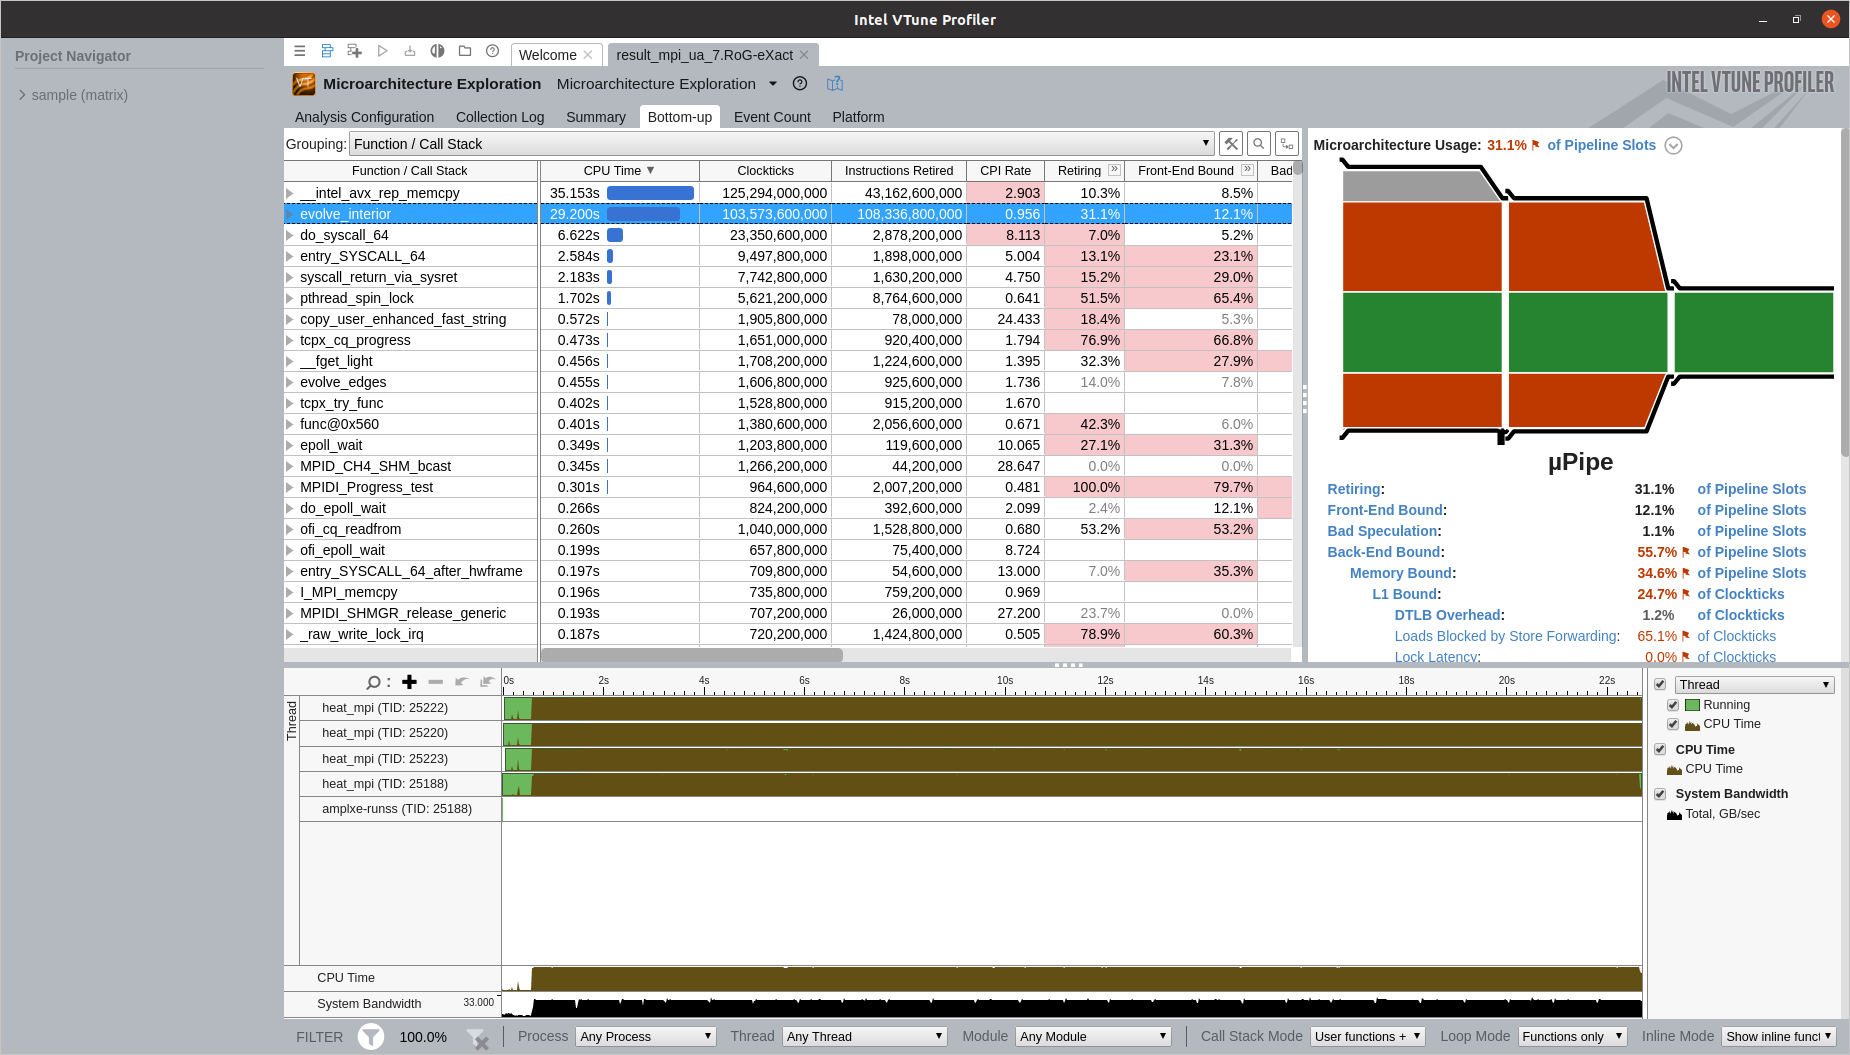 Intel VTune Profiler
Project Navigator
sample (matrix)
Welcome
result_mpi_ua_7.RoG-eXact
Microarchitecture Exploration Microarchitecture Exploration
INTEL VTUNE PROFILER
Analysis Configuration Collection Log Summary Bottom-up Event Count Platform
Grouping: Function / Call Stack
Function / Call Stack CPU Time Clockticks Instructions Retired CPI Rate Retiring Front-End Bound Bad
__intel_avx_rep_memcpy 35.153s 125,294,000,000 43,162,600,000 2.903 10.3% 8.5%
evolve_interior 29.200s 103,573,600,000 108,336,800,000 0.956 31.1% 12.1%
do_syscall_64 6.622s 23,350,600,000 2,878,200,000 8.113 7.0% 5.2%
entry_SYSCALL_64 2.584s 9,497,800,000 1,898,000,000 5.004 13.1% 23.1%
syscall_return_via_sysret 2.183s 7,742,800,000 1,630,200,000 4.750 15.2% 29.0%
pthread_spin_lock 1.702s 5,621,200,000 8,764,600,000 0.641 51.5% 65.4%
copy_user_enhanced_fast_string 0.572s 1,905,800,000 78,000,000 24.433 18.4% 5.3%
tcpx_cq_progress 0.473s 1,651,000,000 920,400,000 1.794 76.9% 66.8%
__fget_light 0.456s 1,708,200,000 1,224,600,000 1.395 32.3% 27.9%
evolve_edges 0.455s 1,606,800,000 925,600,000 1.736 14.0% 7.8%
tcpx_try_func 0.402s 1,528,800,000 915,200,000 1.670
func@0x560 0.401s 1,380,600,000 2,056,600,000 0.671 42.3% 6.0%
epoll_wait 0.349s 1,203,800,000 119,600,000 10.065 27.1% 31.3%
MPID_CH4_SHM_bcast 0.345s 1,266,200,000 44,200,000 28.647 0.0% 0.0%
MPIDI_Progress_test 0.301s 964,600,000 2,007,200,000 0.481 100.0% 79.7%
do_epoll_wait 0.266s 824,200,000 392,600,000 2.099 2.4% 12.1%
ofi_cq_readfrom 0.260s 1,040,000,000 1,528,800,000 0.680 53.2% 53.2%
ofi_epoll_wait 0.199s 657,800,000 75,400,000 8.724
entry_SYSCALL_64_after_hwframe 0.197s 709,800,000 54,600,000 13.000 7.0% 35.3%
I_MPI_memcpy 0.196s 735,800,000 759,200,000 0.969
MPIDI_SHMGR_release_generic 0.193s 707,200,000 26,000,000 27.200 23.7% 0.0%
_raw_write_lock_irq 0.187s 720,200,000 1,424,800,000 0.505 78.9% 60.3%
Microarchitecture Usage: 31.1% of Pipeline Slots
µPipe
Retiring: 31.1% of Pipeline Slots
Front-End Bound: 12.1% of Pipeline Slots
Bad Speculation: 1.1% of Pipeline Slots
Back-End Bound: 55.7% of Pipeline Slots
Memory Bound: 34.6% of Pipeline Slots
L1 Bound: 24.7% of Clockticks
DTLB Overhead: 1.2% of Clockticks
Loads Blocked by Store Forwarding: 65.1% of Clockticks
Lock Latency: 0.0% of Clockticks
0s 2s 4s 6s 8s 10s 12s 14s 16s 18s 20s 22s
Thread
heat_mpi (TID: 25222)
heat_mpi (TID: 25220)
heat_mpi (TID: 25223)
heat_mpi (TID: 25188)
amplxe-runss (TID: 25188)
CPU Time
System Bandwidth 33.000
Thread
Running
CPU Time
CPU Time
CPU Time
System Bandwidth
Total, GB/sec
FILTER 100.0% Process Any Process Thread Any Thread Module Any Module Call Stack Mode User functions + Loop Mode Functions only Inline Mode Show inline funct